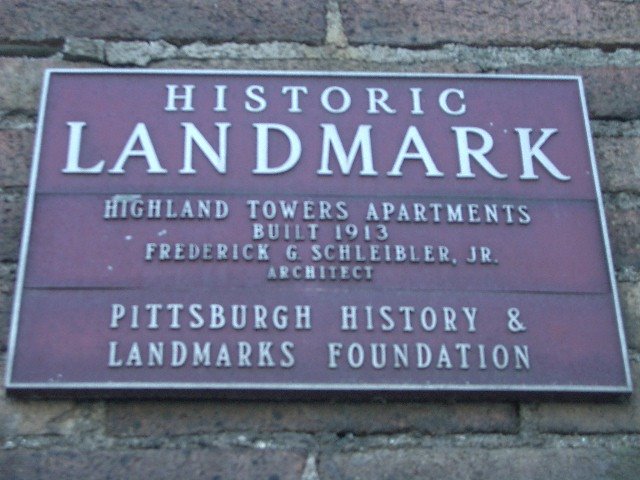 HISTORIC
LANDMARK
HIGHLAND TOWERS APARTMENTS
BUILT 1913
FREDERICK G. SCHLEIBLER, JR.
ARCHITECT
PITTSBURGH HISTORY &
LANDMARKS FOUNDATION